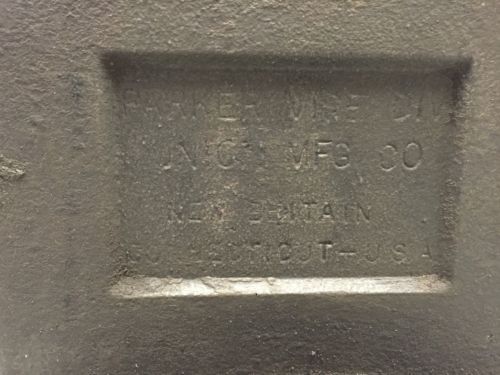 PARKER VISE DIV.
UNION MFG. CO
NEW BRITAIN
CONNECTICUT-U.S.A